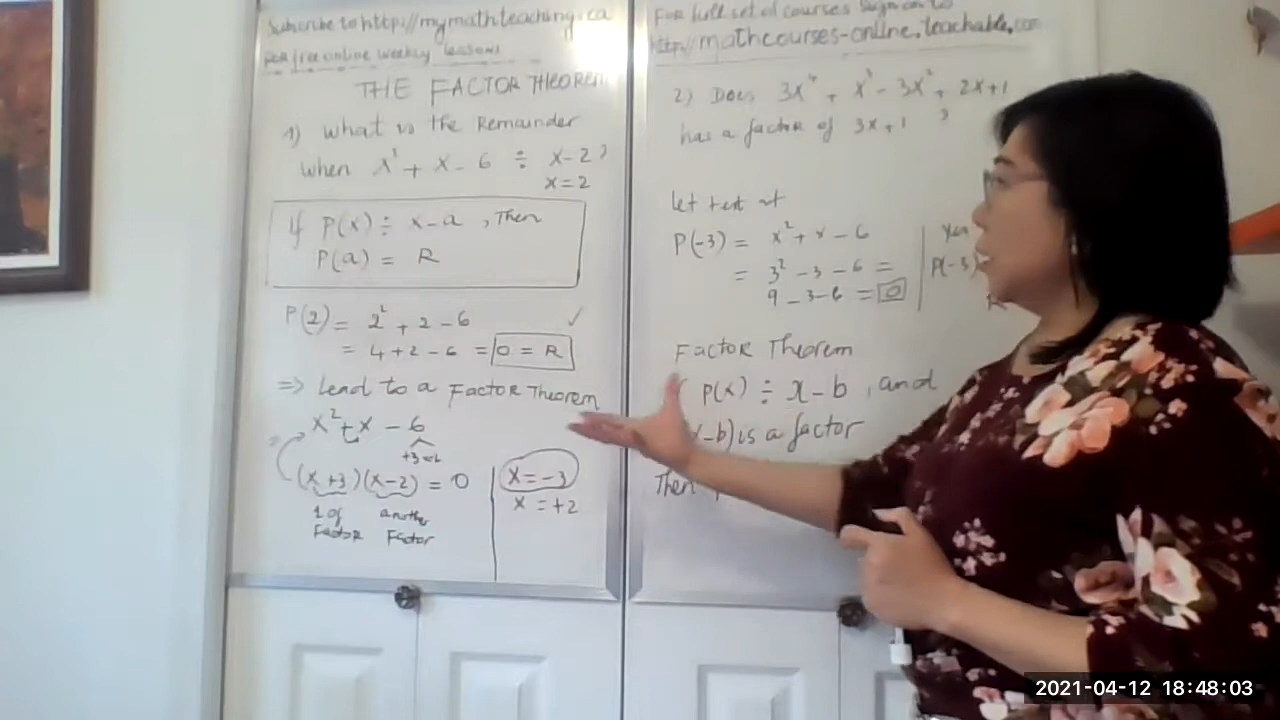 Subscribe to http://mymathteaching.ca
For free online weekly lessons
THE FACTOR THEOREM
1) What is the Remainder
when x² + x - 6 ÷ x-2?
x=2
If P(x) ÷ x-a, Then
P(a) = R
P(2) = 2² + 2 - 6 ✓
= 4+2-6 = 0 = R
=> Lead to a Factor Theorem
x² + x - 6
+3 -2
(x+3)(x-2) = 0
1 of another
Factor Factor
x = -3
x = +2
For full set of courses sign on to
http://mathcourses-online.teachable.com
2) Does 3x⁴ + x³ - 3x² + 2x+1
has a factor of 3x+1 ?
let test at
P(-3) = x² + x - 6
= 3² - 3 - 6 =
9 - 3 - 6 = 0
Yes
P(-3)
Factor Theorem
P(x) ÷ x-b, and
-b) is a factor
Then
2021-04-12 18:48:03